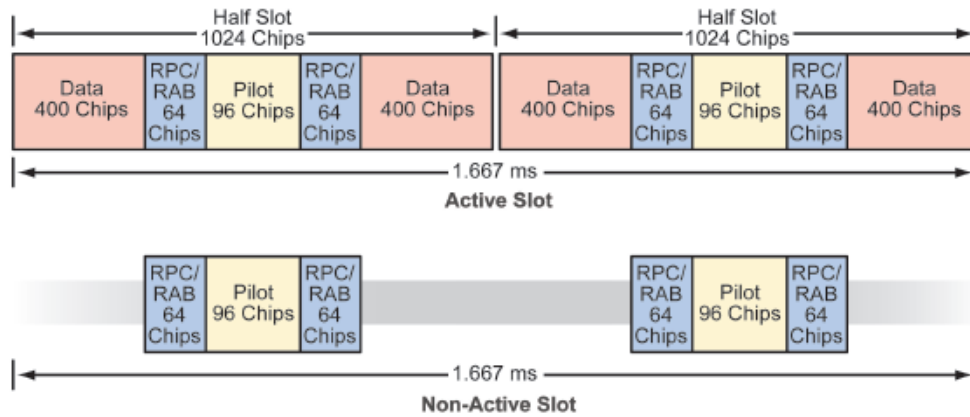 Half Slot
1024 Chips
Half Slot
1024 Chips
Data
400 Chips
RPC/
RAB
64
Chips
Pilot
96 Chips
RPC/
RAB
64
Chips
Data
400 Chips
Data
400 Chips
RPC/
RAB
64
Chips
Pilot
96 Chips
RPC/
RAB
64
Chips
Data
400 Chips
1.667 ms
Active Slot
RPC/
RAB
64
Chips
Pilot
96 Chips
RPC/
RAB
64
Chips
RPC/
RAB
64
Chips
Pilot
96 Chips
RPC/
RAB
64
Chips
1.667 ms
Non-Active Slot